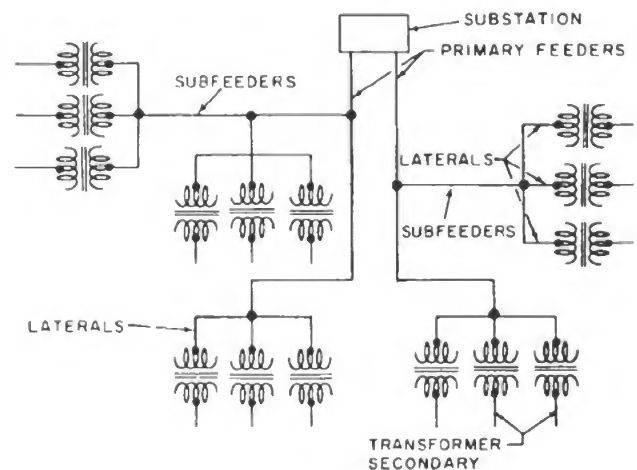 SUBSTATION
PRIMARY FEEDERS
SUBFEEDERS
LATERALS
SUBFEEDERS
LATERALS
TRANSFORMER
SECONDARY